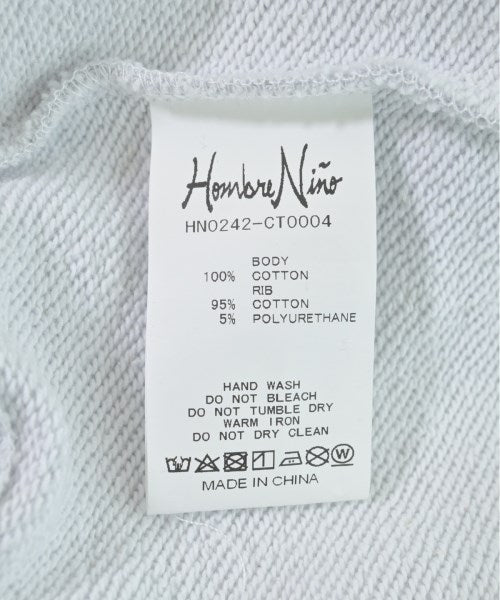 Hombre Niño
HN0242-CT0004
BODY
100% COTTON
RIB
95% COTTON
5% POLYURETHANE
HAND WASH
DO NOT BLEACH
DO NOT TUMBLE DRY
WARM IRON
DO NOT DRY CLEAN
MADE IN CHINA